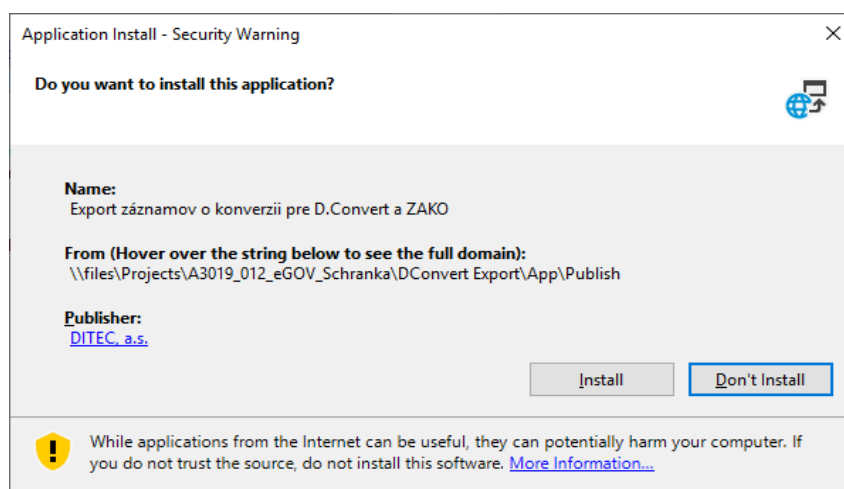 Application Install - Security Warning
Do you want to install this application?
Name:
Export záznamov o konverzii pre D.Convert a ZAKO
From (Hover over the string below to see the full domain):
\\files\Projects\A3019_012_eGOV_Schranka\DConvert Export\App\Publish
Publisher:
DITEC, a.s.
Install
Don't Install
While applications from the Internet can be useful, they can potentially harm your computer. If
you do not trust the source, do not install this software. More Information...